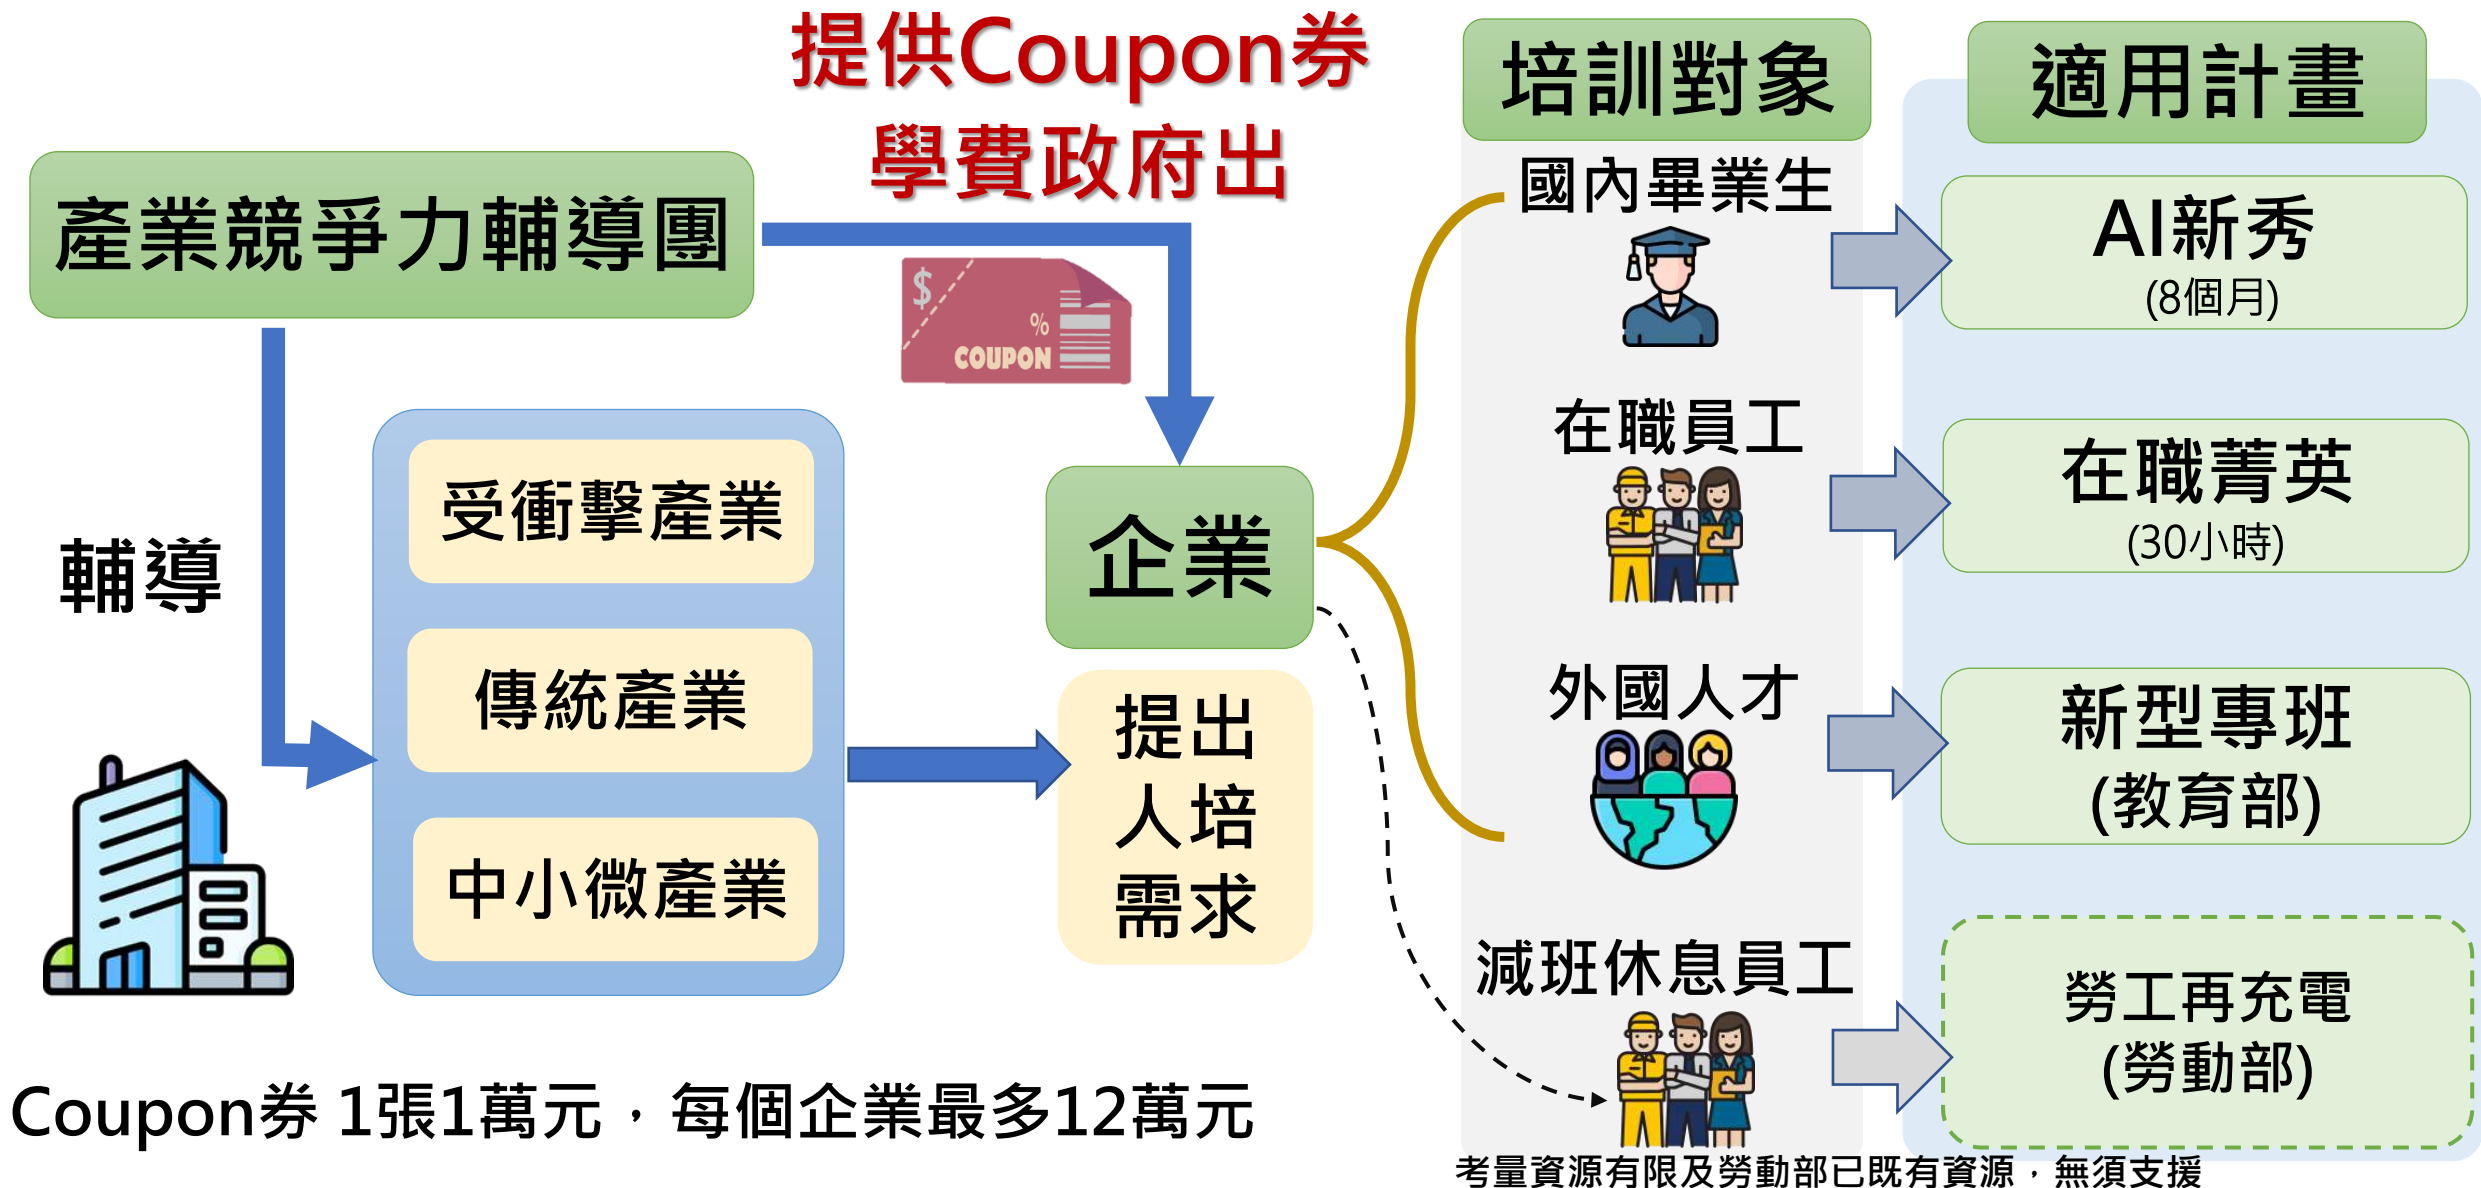 提供Coupon券
學費政府出
產業競爭力輔導團
$
%
COUPON
輔導
受衝擊產業
傳統產業
中小微產業
企業
提出
人培
需求
Coupon券 1張1萬元，每個企業最多12萬元
培訓對象
適用計畫
國內畢業生
AI新秀
(8個月)
在職員工
在職菁英
(30小時)
外國人才
新型專班
(教育部)
減班休息員工
勞工再充電
(勞動部)
考量資源有限及勞動部已既有資源，無須支援